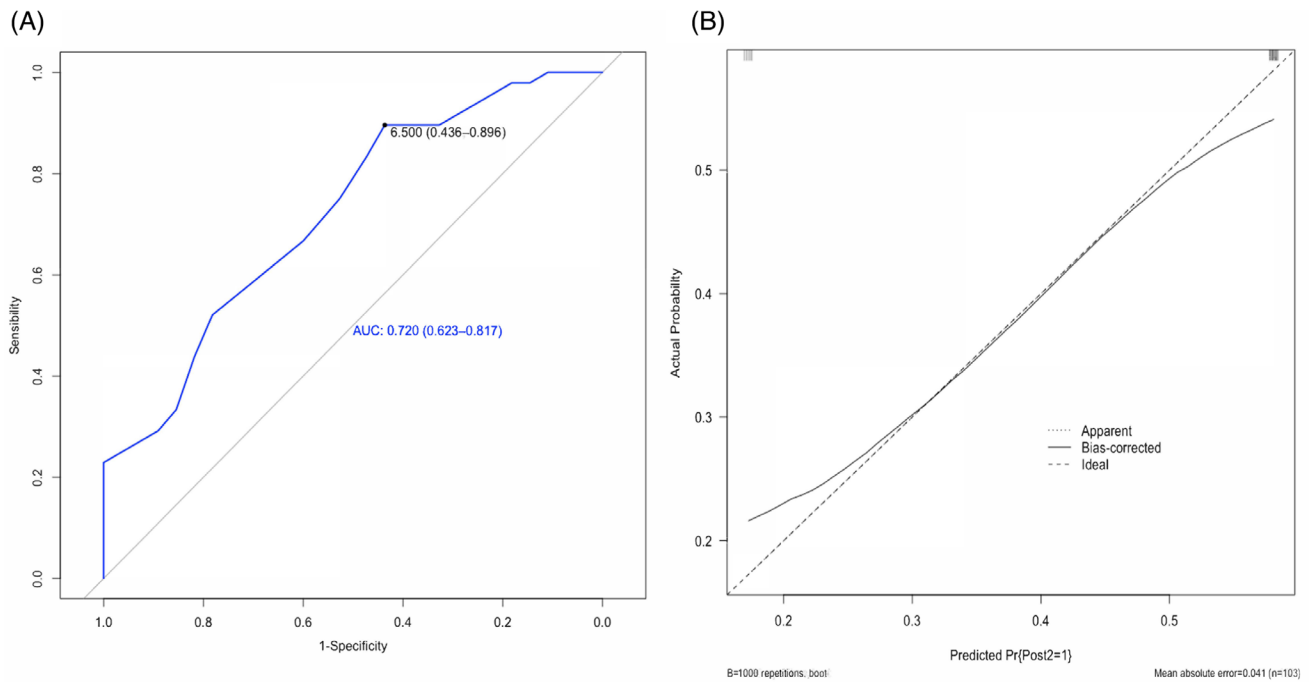 (A)
1.0
0.8
0.6
0.4
0.2
0.0
Sensibility
6.500 (0.436–0.896)
AUC: 0.720 (0.623–0.817)
1.0
0.8
0.6
0.4
0.2
0.0
1-Specificity
(B)
0.5
0.4
0.3
0.2
Actual Probability
Apparent
Bias-corrected
Ideal
0.2
0.3
0.4
0.5
Predicted Pr{Post2=1}
B=1000 repetitions, boot
Mean absolute error=0.041 (n=103)